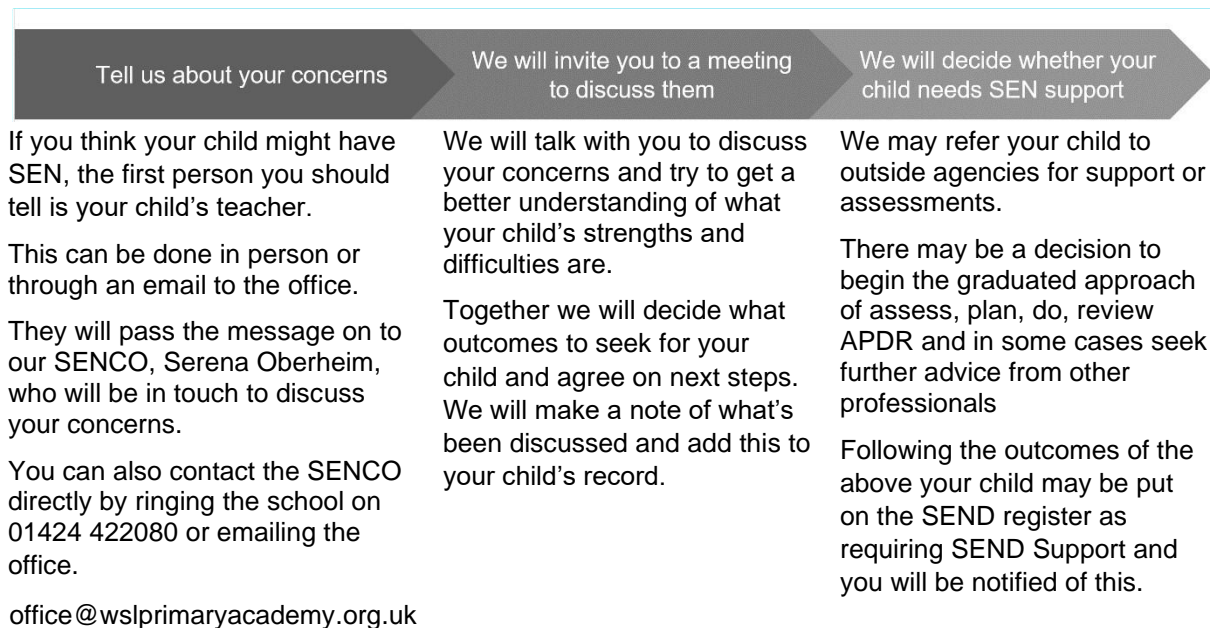 Tell us about your concerns
We will invite you to a meeting
to discuss them
We will decide whether your
child needs SEN support
If you think your child might have
SEN, the first person you should
tell is your child's teacher.
This can be done in person or
through an email to the office.
They will pass the message on to
our SENCO, Serena Oberheim,
who will be in touch to discuss
your concerns.
You can also contact the SENCO
directly by ringing the school on
01424 422080 or emailing the
office.
office@wslprimaryacademy.org.uk
We will talk with you to discuss
your concerns and try to get a
better understanding of what
your child's strengths and
difficulties are.
Together we will decide what
outcomes to seek for your
child and agree on next steps.
We will make a note of what's
been discussed and add this to
your child's record.
We may refer your child to
outside agencies for support or
assessments.
There may be a decision to
begin the graduated approach
of assess, plan, do, review
APDR and in some cases seek
further advice from other
professionals
Following the outcomes of the
above your child may be put
on the SEND register as
requiring SEND Support and
you will be notified of this.